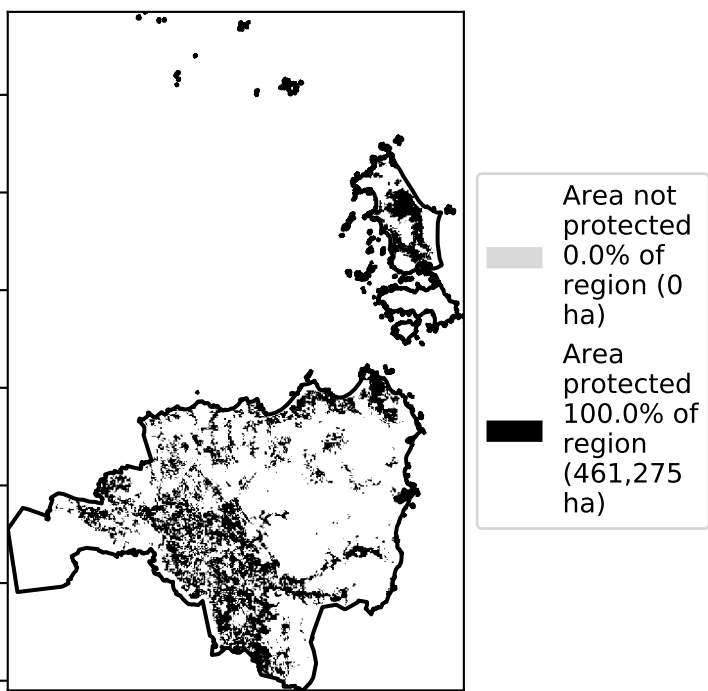 Area not
protected
0.0% of
region (0
ha)
Area
protected
100.0% of
region
(461,275
ha)